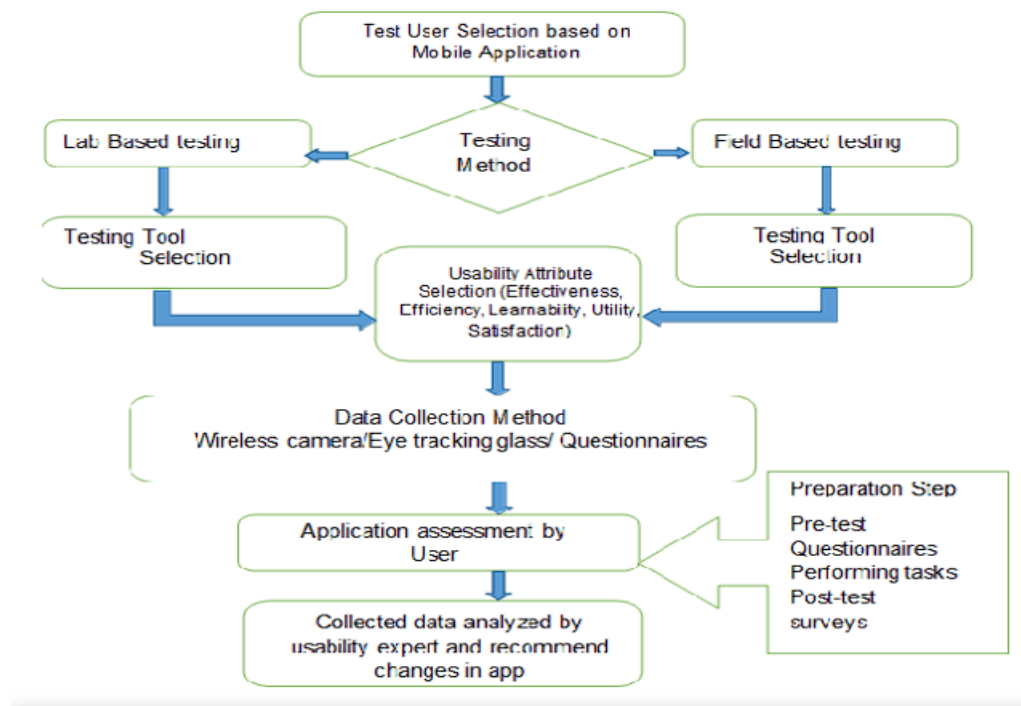 Test User Selection based on
Mobile Application
Testing
Method
Lab Based testing
Field Based testing
Testing Tool
Selection
Testing Tool
Selection
Usability Attribute
Selection (Effectiveness,
Efficiency, Learnability, Utility,
Satisfaction)
Data Collection Method
Wireless camera/Eye tracking glass/ Questionnaires
Application assessment by
User
Preparation Step
Pre-test
Questionnaires
Performing tasks
Post-test
surveys
Collected data analyzed by
usability expert and recommend
changes in app